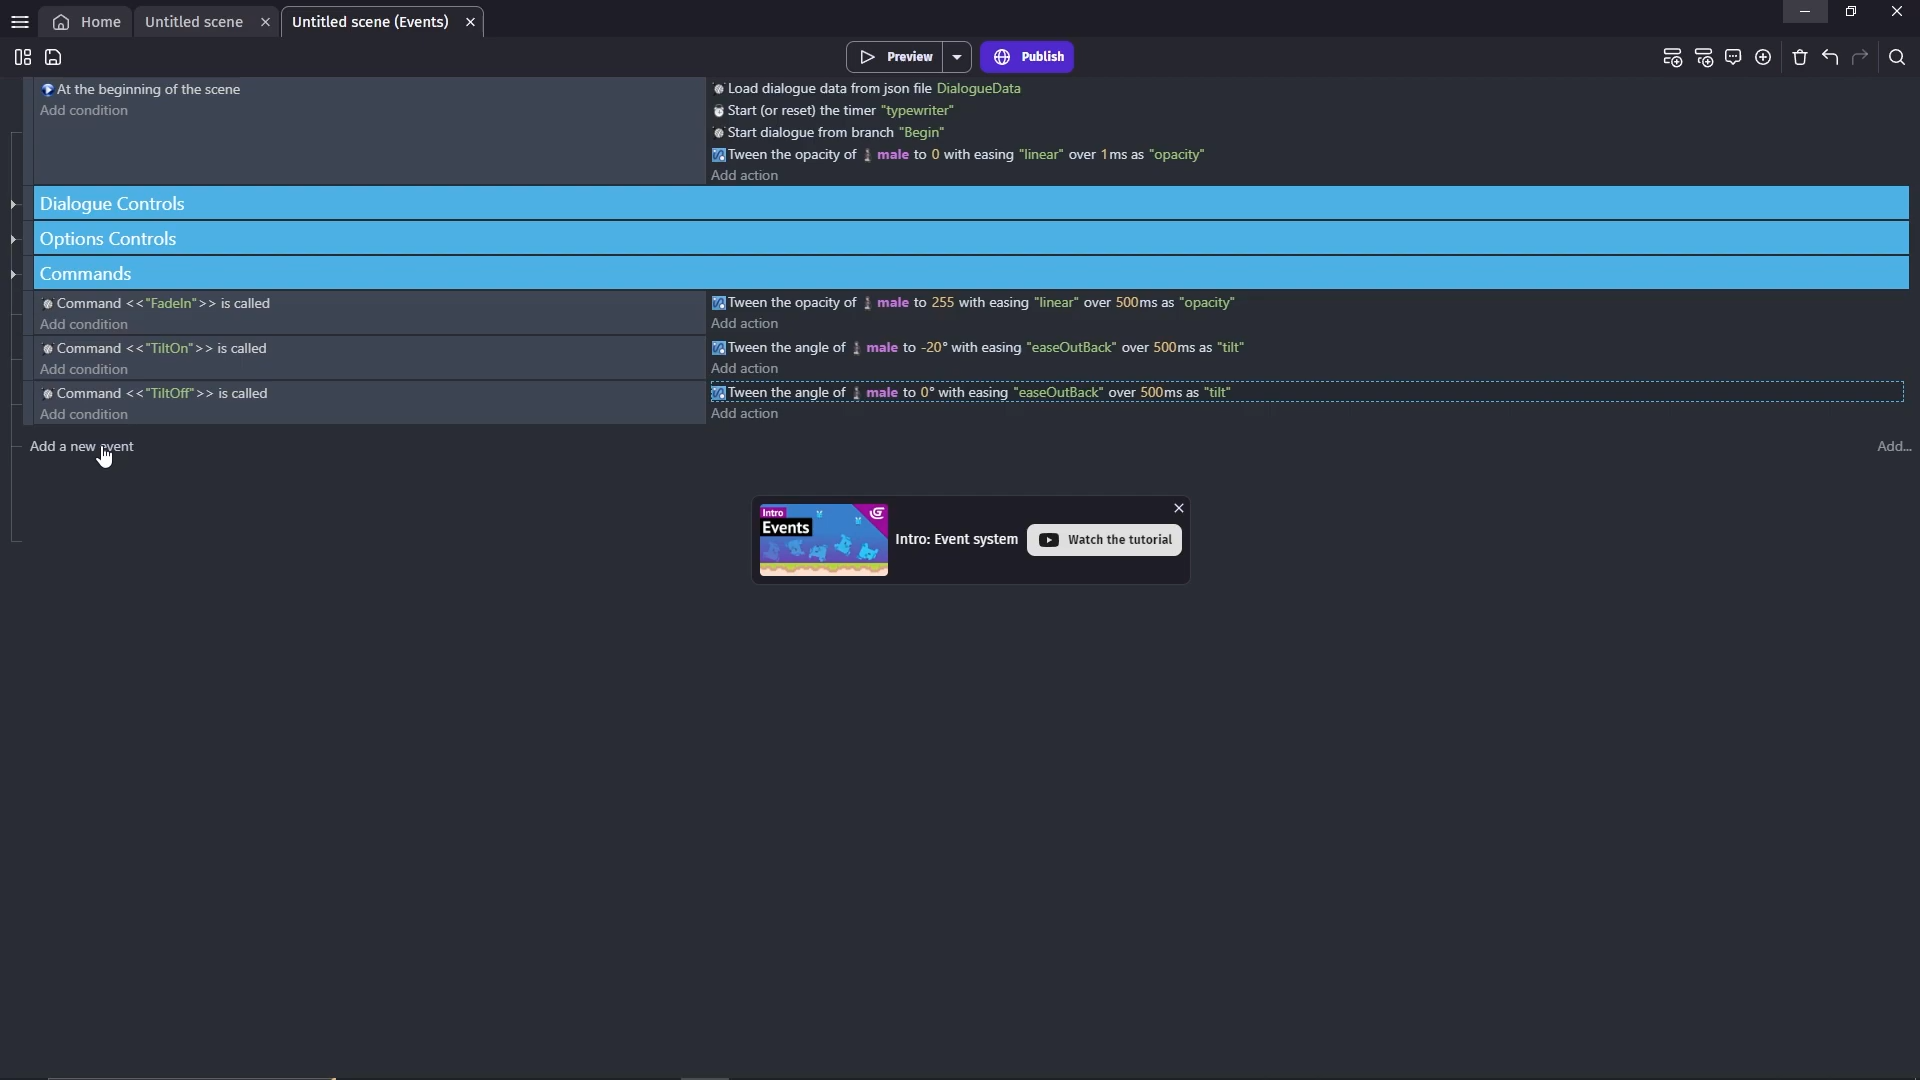 Home
Untitled scene
Untitled scene (Events)
Preview
Publish
At the beginning of the scene
Add condition
Load dialogue data from json file DialogueData
Start (or reset) the timer "typewriter"
Start dialogue from branch "Begin"
Tween the opacity of male to 0 with easing "linear" over 1ms as "opacity"
Add action
Dialogue Controls
Options Controls
Commands
Command <<"FadeIn">> is called
Add condition
Tween the opacity of male to 255 with easing "linear" over 500ms as "opacity"
Add action
Command <<"TiltOn">> is called
Add condition
Tween the angle of male to -20° with easing "easeOutBack" over 500ms as "tilt"
Add action
Command <<"TiltOff">> is called
Add condition
Tween the angle of male to 0° with easing "easeOutBack" over 500ms as "tilt"
Add action
Add a new event
Add...
Intro
Events
Intro: Event system
Watch the tutorial